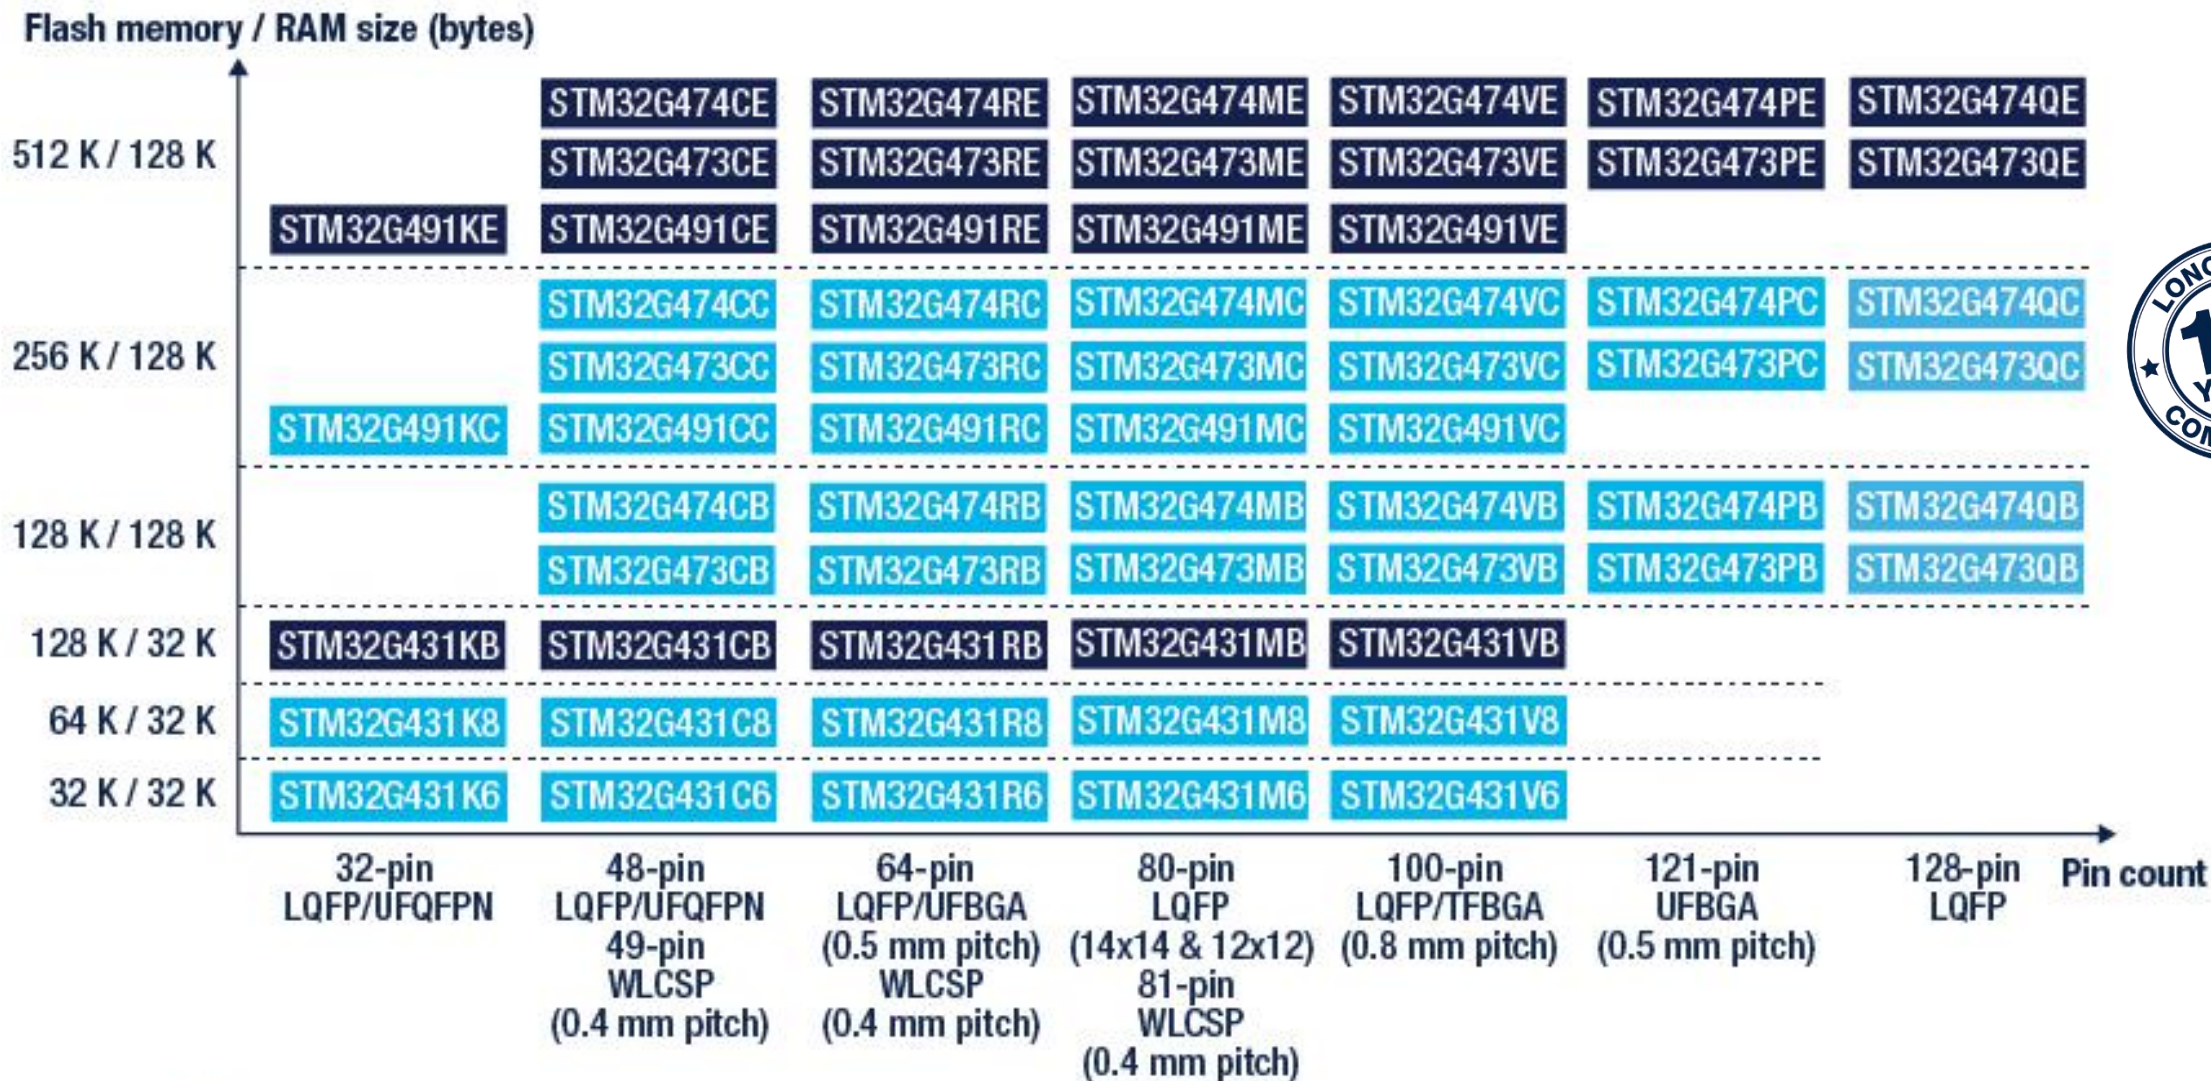 Flash memory / RAM size (bytes)
STM32G474CE STM32G474RE STM32G474ME STM32G474VE STM32G474PE STM32G474QE
512 K / 128 K
STM32G473CE STM32G473RE STM32G473ME STM32G473VE STM32G473PE STM32G473QE
STM32G491KE STM32G491CE STM32G491RE STM32G491ME STM32G491VE
STM32G474CC STM32G474RC STM32G474MC STM32G474VC STM32G474PC STM32G474QC
256 K / 128 K
STM32G473CC STM32G473RC STM32G473MC STM32G473VC STM32G473PC STM32G473QC
STM32G491KC STM32G491CC STM32G491RC STM32G491MC STM32G491VC
STM32G474CB STM32G474RB STM32G474MB STM32G474VB STM32G474PB STM32G474QB
128 K / 128 K
STM32G473CB STM32G473RB STM32G473MB STM32G473VB STM32G473PB STM32G473QB
128 K / 32 K STM32G431KB STM32G431CB STM32G431RB STM32G431MB STM32G431VB
64 K / 32 K STM32G431K8 STM32G431C8 STM32G431R8 STM32G431M8 STM32G431V8
32 K / 32 K STM32G431K6 STM32G431C6 STM32G431R6 STM32G431M6 STM32G431V6
32-pin 48-pin 64-pin 80-pin 100-pin 121-pin 128-pin Pin count
LQFP/UFQFPN LQFP/UFQFPN LQFP/UFBGA LQFP LQFP/TFBGA UFBGA LQFP
49-pin (0.5 mm pitch) (14x14 & 12x12) (0.8 mm pitch) (0.5 mm pitch)
WLCSP WLCSP 81-pin
(0.4 mm pitch) (0.4 mm pitch) WLCSP
(0.4 mm pitch)